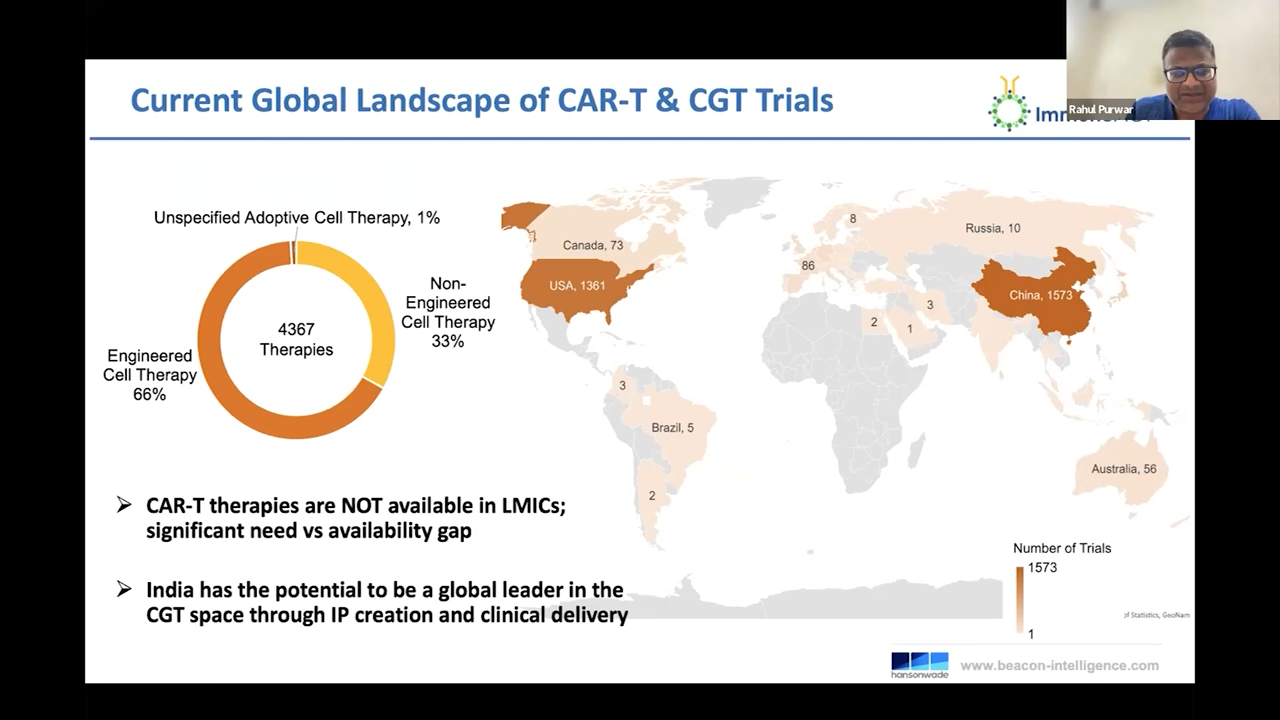 Current Global Landscape of CAR-T & CGT Trials
Rahul Purwar
Unspecified Adoptive Cell Therapy, 1%
Non-
Engineered
Cell Therapy
33%
4367
Therapies
Engineered
Cell Therapy
66%
Canada, 73
USA, 1361
8
Russia, 10
86
China, 1573
3
2
1
3
Brazil, 5
2
Australia, 56
➢ CAR-T therapies are NOT available in LMICs;
significant need vs availability gap
➢ India has the potential to be a global leader in the
CGT space through IP creation and clinical delivery
Number of Trials
1573
1
of Statistics, GeoNam
hansonwade
www.beacon-intelligence.com